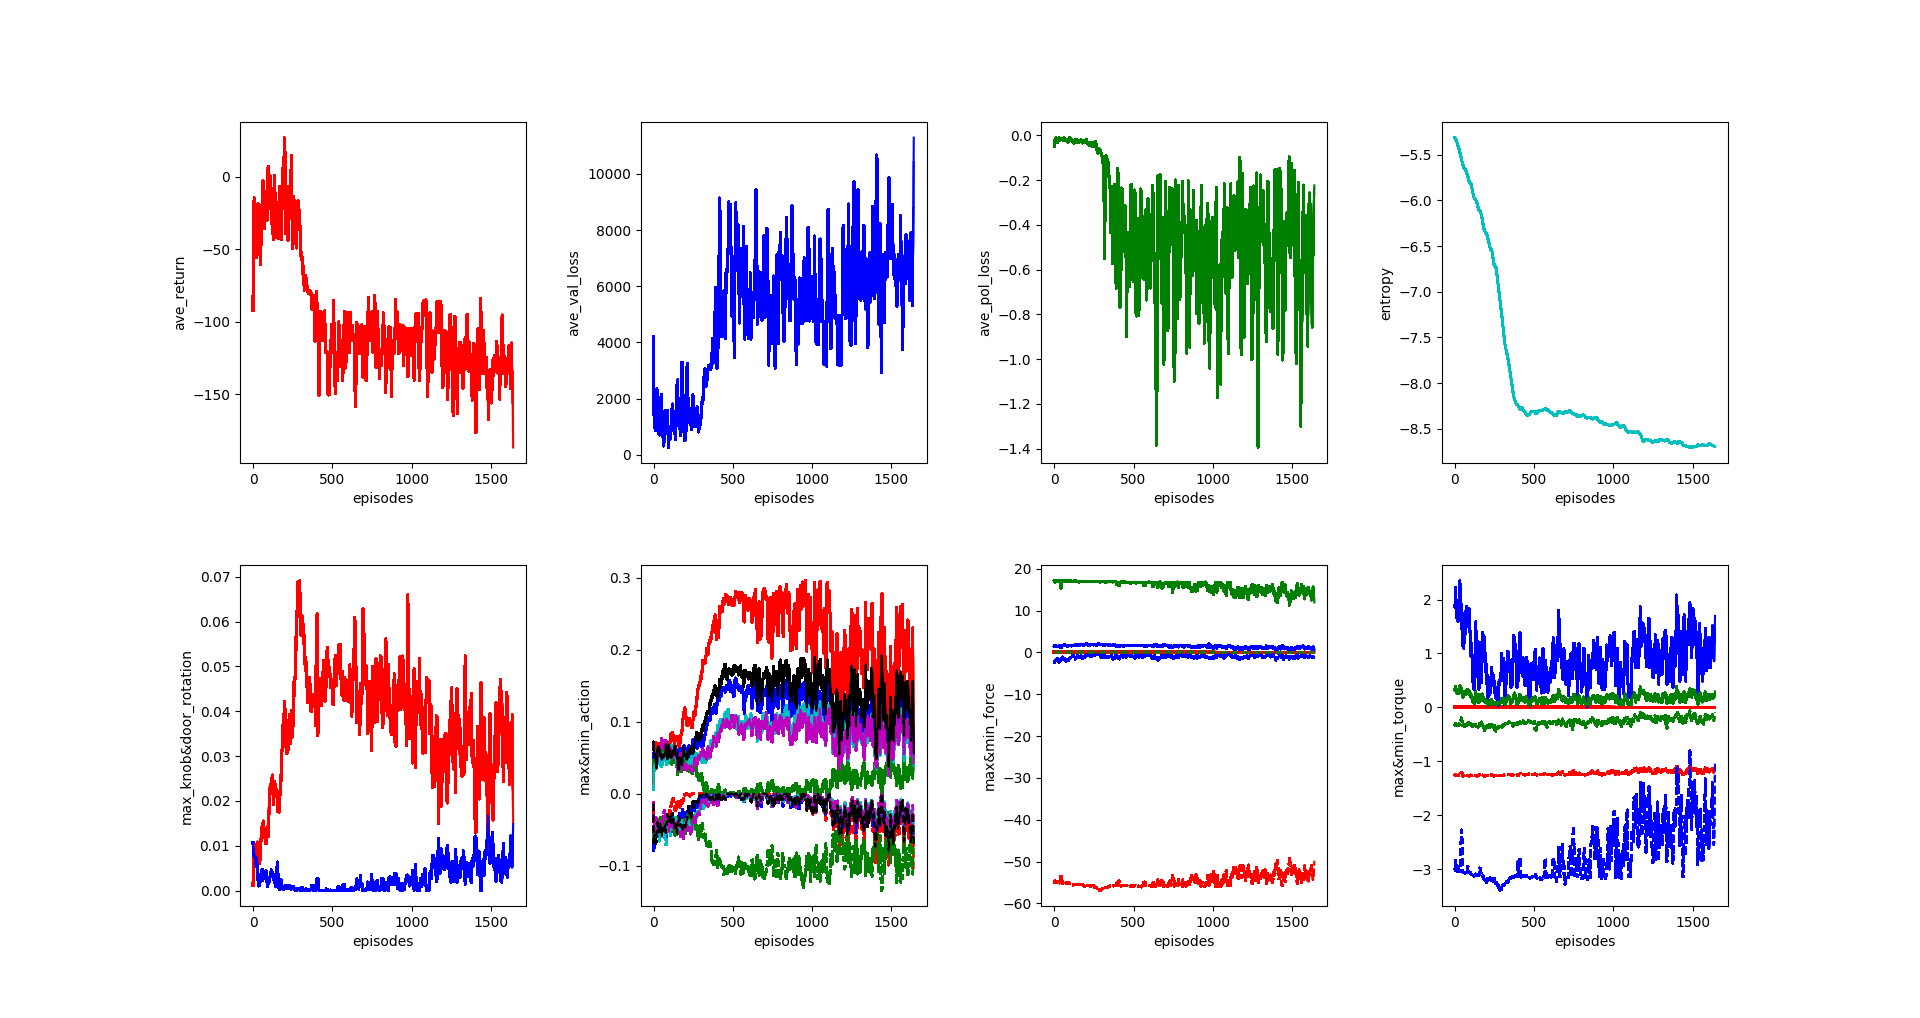 ave_return
0
−50
−100
−150
0 500 1000 1500
episodes
ave_val_loss
10000
8000
6000
4000
2000
0
0 500 1000 1500
episodes
ave_pol_loss
0.0
−0.2
−0.4
−0.6
−0.8
−1.0
−1.2
−1.4
0 500 1000 1500
episodes
entropy
−5.5
−6.0
−6.5
−7.0
−7.5
−8.0
−8.5
0 500 1000 1500
episodes
max_knob&door_rotation
0.07
0.06
0.05
0.04
0.03
0.02
0.01
0.00
0 500 1000 1500
episodes
max&min_action
0.3
0.2
0.1
0.0
−0.1
0 500 1000 1500
episodes
max&min_force
20
10
0
−10
−20
−30
−40
−50
−60
0 500 1000 1500
episodes
max&min_torque
2
1
0
−1
−2
−3
0 500 1000 1500
episodes